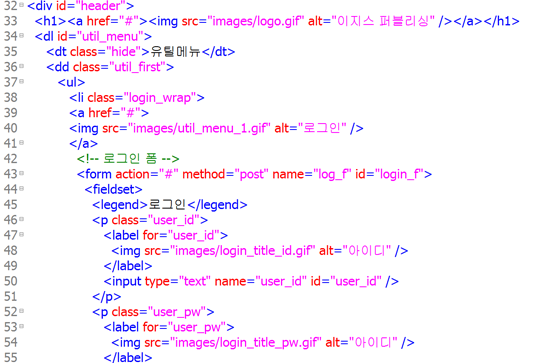 32 <div id="header">
33 <h1><a href="#"><img src="images/logo.gif" alt="이지스 퍼블리싱" /></a></h1>
34 <dl id="util_menu">
35 <dt class="hide">유틸메뉴</dt>
36 <dd class="util_first">
37 <ul>
38 <li class="login_wrap">
39 <a href="#">
40 <img src="images/util_menu_1.gif" alt="로그인" />
41 </a>
42 <!-- 로그인 폼 -->
43 <form action="#" method="post" name="log_f" id="login_f">
44 <fieldset>
45 <legend>로그인</legend>
46 <p class="user_id">
47 <label for="user_id">
48 <img src="images/login_title_id.gif" alt="아이디" />
49 </label>
50 <input type="text" name="user_id" id="user_id" />
51 </p>
52 <p class="user_pw">
53 <label for="user_pw">
54 <img src="images/login_title_pw.gif" alt="아이디" />
55 </label>